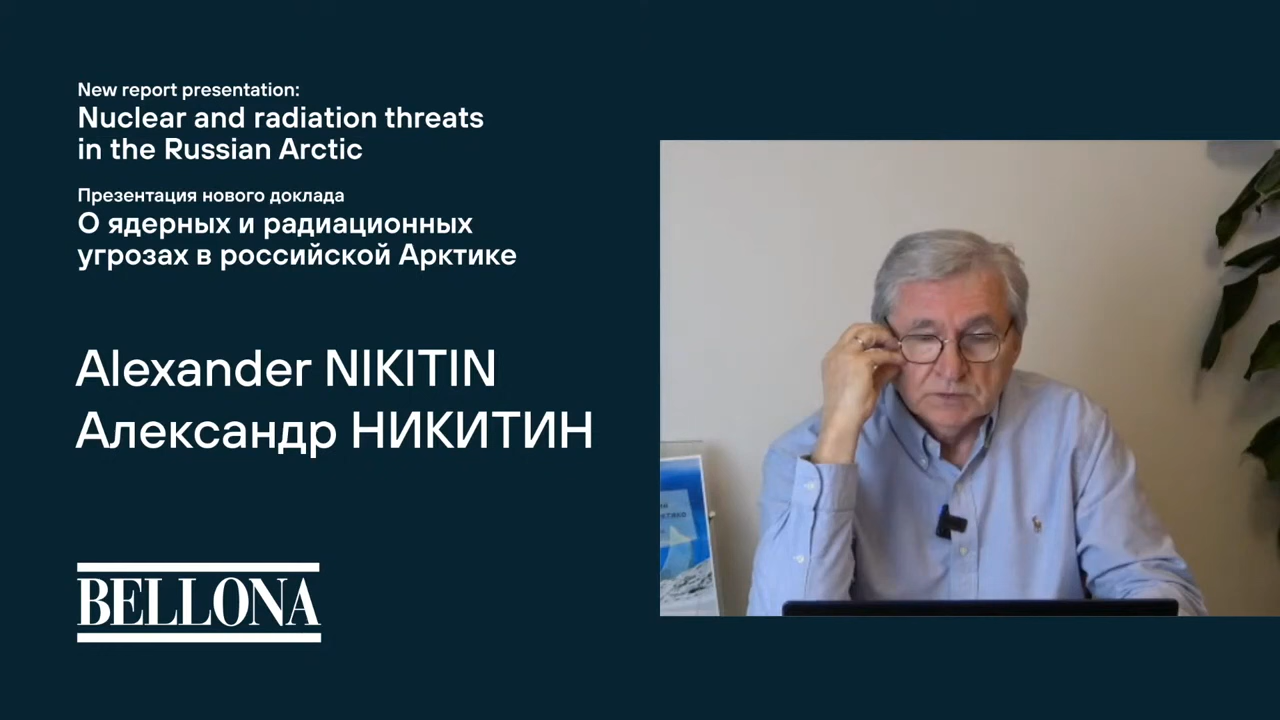 New report presentation:
Nuclear and radiation threats
in the Russian Arctic
Презентация нового доклада
О ядерных и радиационных
угрозах в российской Арктике
Alexander NIKITIN
Александр НИКИТИН
BELLONA